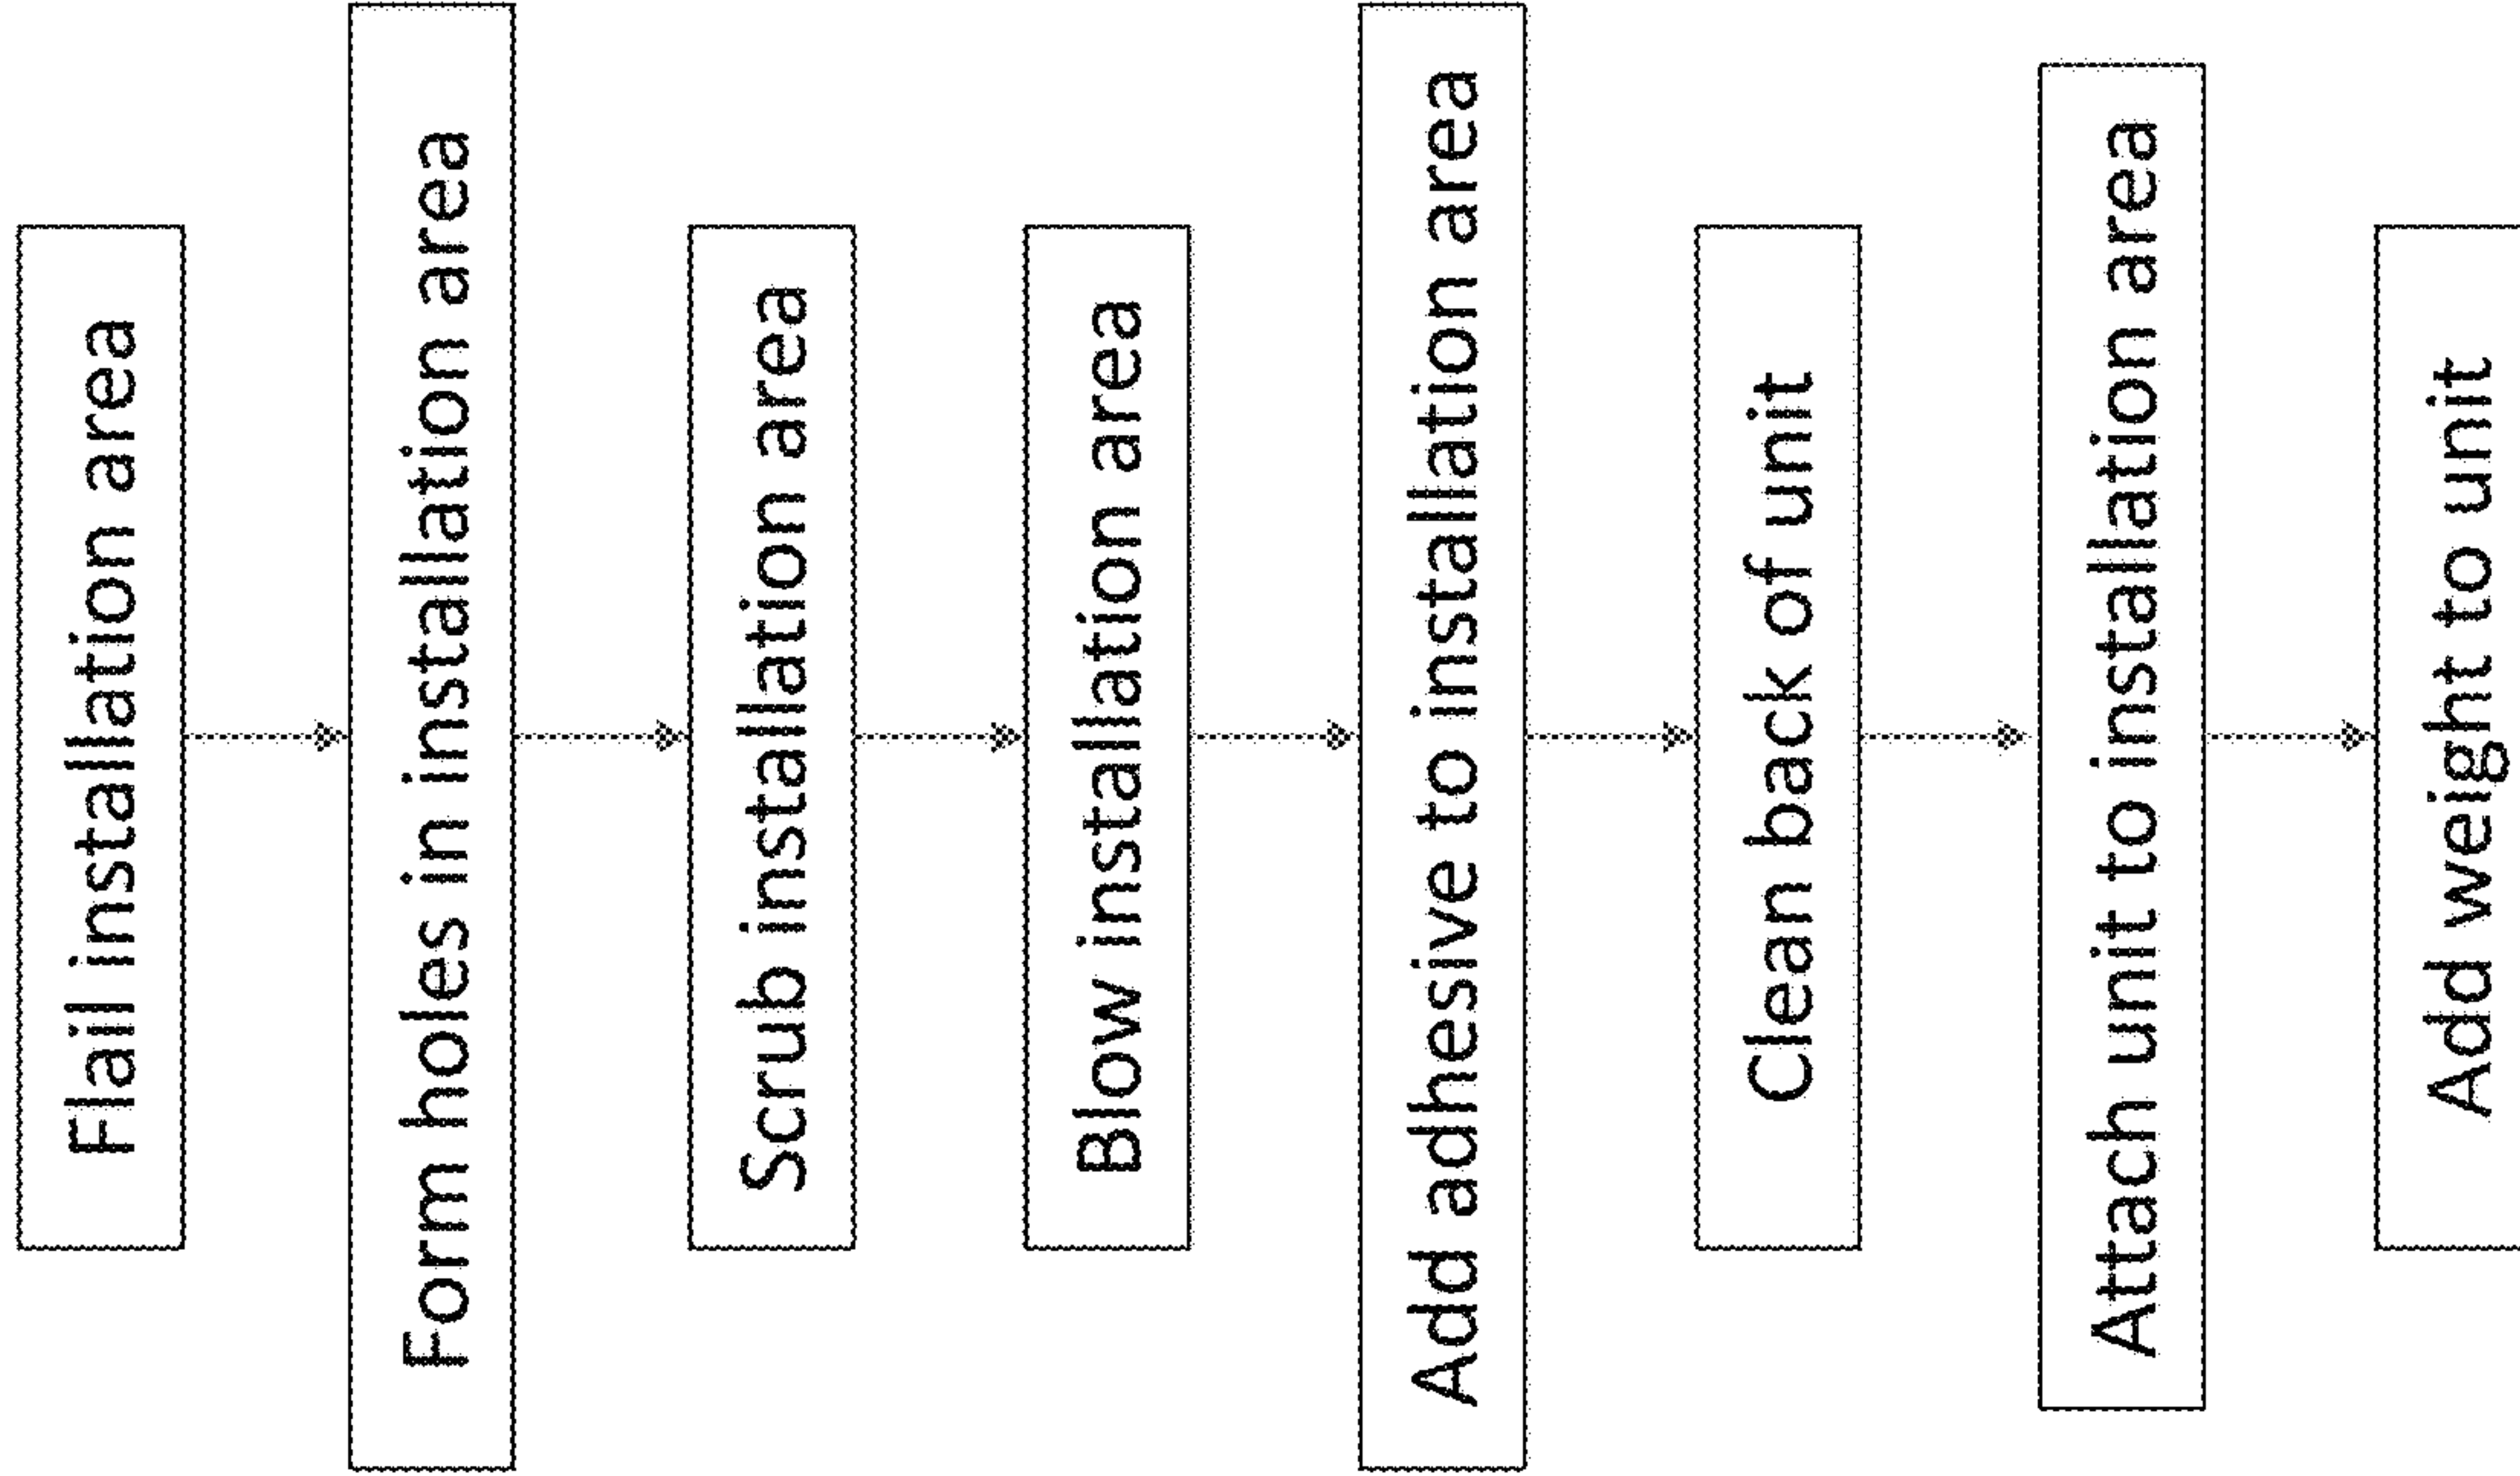 Flail installation area
Form holes in installation area
Scrub installation area
Blow installation area
Add adhesive to installation area
Clean back of unit
Attach unit to installation area
Add weight to unit